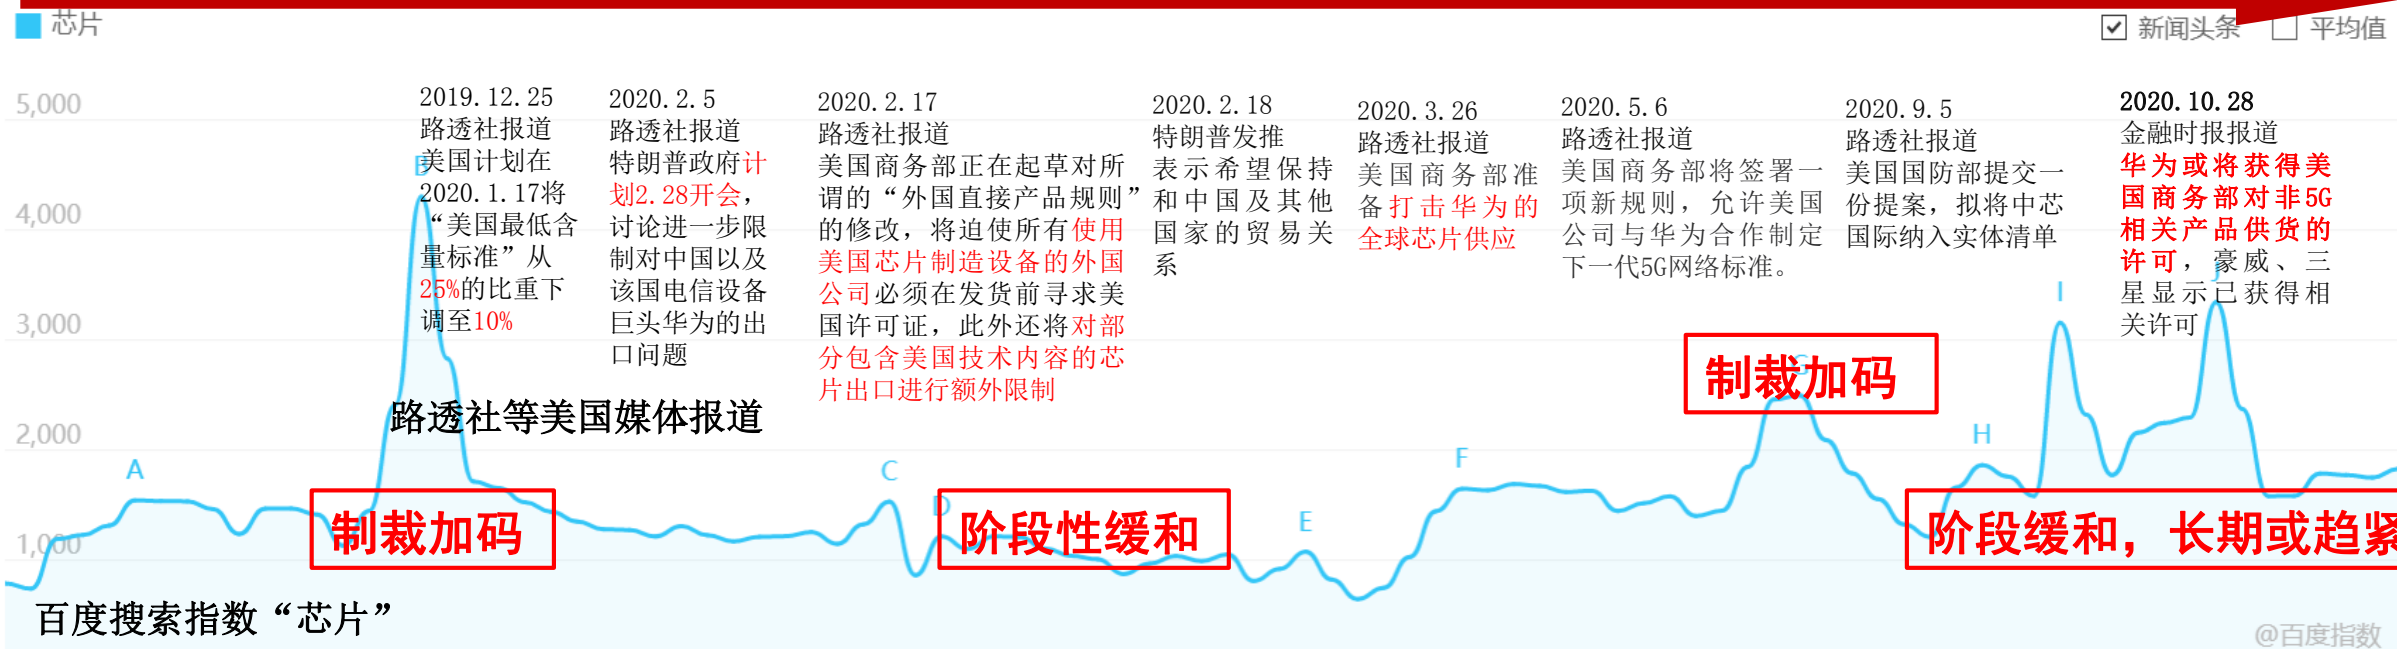 芯片
新闻头条
平均值
5,000
4,000
3,000
2,000
1,000
2019.12.25
路透社报道
美国计划在
2020.1.17将
“美国最低含
量标准”从
25%的比重下
调至10%
2020.2.5
路透社报道
特朗普政府计
划2.28开会，
讨论进一步限
制对中国以及
该国电信设备
巨头华为的出
口问题
2020.2.17
路透社报道
美国商务部正在起草对所
谓的“外国直接产品规则”
的修改，将迫使所有使用
美国芯片制造设备的外国
公司必须在发货前寻求美
国许可证，此外还将对部
分包含美国技术内容的芯
片出口进行额外限制
2020.2.18
特朗普发推
表示希望保持
和中国及其他
国家的贸易关
系
2020.3.26
路透社报道
美国商务部准
备打击华为的
全球芯片供应
2020.5.6
路透社报道
美国商务部将签署一
项新规则，允许美国
公司与华为合作制定
下一代5G网络标准。
2020.9.5
路透社报道
美国国防部提交一
份提案，拟将中芯
国际纳入实体清单
2020.10.28
金融时报报道
华为或将获得美
国商务部对非5G
相关产品供货的
许可，豪威、三
星显示已获得相
关许可
路透社等美国媒体报道
A
B
C
D
E
F
G
H
I
J
制裁加码
阶段性缓和
制裁加码
阶段缓和，长期或趋紧
百度搜索指数“芯片”
@百度指数